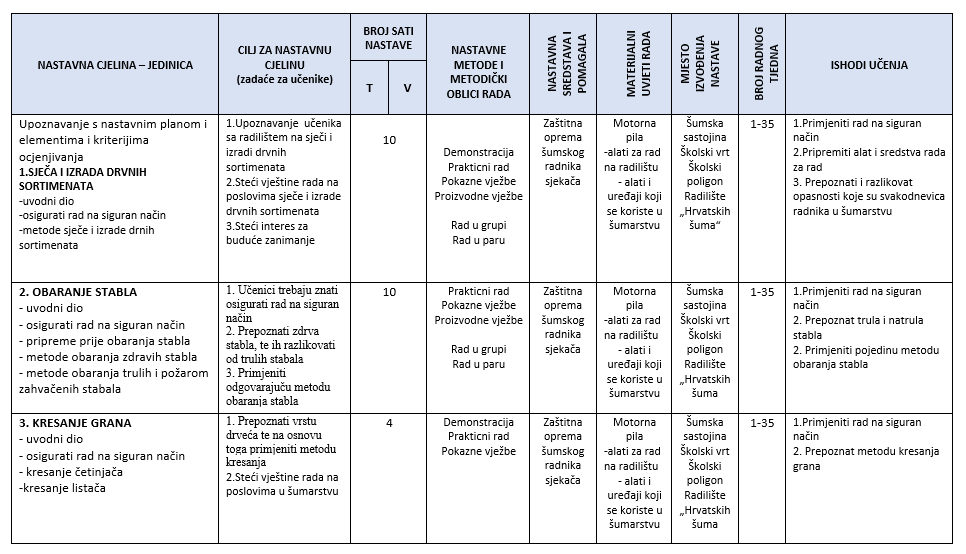 NASTAVNA CJELINA – JEDINICA
CILJ ZA NASTAVNU
CJELINU
(zadaće za učenike)
BROJ SATI
NASTAVE
T
V
NASTAVNE
METODE I
METODIČKI
OBLICI RADA
NASTAVNA
SREDSTAVA I
POMAGALA
MATERIJALNI
UVJETI RADA
MJESTO
IZVOĐENJA
NASTAVE
BROJ RADNOG
TJEDNA
ISHODI UČENJA
Upoznavanje s nastavnim planom i
elementima i kriterijima
ocjenjivanja
1.SJEČA I IZRADA DRVNIH
SORTIMENATA
-uvodni dio
-osigurati rad na siguran način
-metode sječe i izrade drnih
sortimenata
1.Upoznavanje učenika
sa radilištem na sječi i
izradi drvnih
sortimenata
2.Steći vještine rada na
poslovima sječe i izrade
drvnih sortimenata
3.Steći interes za
buduće zanimanje
10
Demonstracija
Prakticni rad
Pokazne vježbe
Proizvodne vježbe
Rad u grupi
Rad u paru
Zaštitna
oprema
šumskog
radnika
sjekača
Motorna
pila
-alati za rad
na radilištu
- alati i
uređaji koji
se koriste u
šumarstvu
Šumska
sastojina
Školski vrt
Školski
poligon
Radilište
„Hrvatskih
šuma“
1-35
1.Primjeniti rad na siguran
način
2.Pripremiti alat i sredstva rada
za rad
3. Prepoznati i razlikovat
opasnosti koje su svakodnevica
radnika u šumarstvu
2. OBARANJE STABLA
- uvodni dio
- osigurati rad na siguran način
- pripreme prije obaranja stabla
- metode obaranja zdravih stabla
- metode obaranja trulih i požarom
zahvačenih stabala
1. Učenici trebaju znati
osigurati rad na siguran
način
2. Prepoznati zdrva
stabla, te ih razlikovati
od trulih stabala
3. Primjeniti
odgovarajuču metodu
obaranja stabla
10
Prakticni rad
Pokazne vježbe
Proizvodne vježbe
Rad u grupi
Rad u paru
Zaštitna
oprema
šumskog
radnika
sjekača
Motorna
pila
-alati za rad
na radilištu
- alati i
uređaji koji
se koriste u
šumarstvu
Šumska
sastojina
Školski vrt
Školski
poligon
Radilište
„Hrvatskih
šuma
1-35
1.Primjeniti rad na siguran
način
2. Prepoznat trula i natrula
stabla
2. Primjeniti pojedinu metodu
obaranja stabla
3. KRESANJE GRANA
- uvodni dio
- osigurati rad na siguran način
- kresanje četinjača
-kresanje listača
1. Prepoznati vrstu
drveća te na osnovu
toga primjeniti metodu
kresanja
2.Steći vještine rada na
poslovima u šumarstvu
4
Demonstracija
Prakticni rad
Pokazne vježbe
Zaštitna
oprema
šumskog
radnika
sjekača
Motorna
pila
-alati za rad
na radilištu
- alati i
uređaji koji
se koriste u
šumarstvu
Šumska
sastojina
Školski vrt
Školski
poligon
Radilište
„Hrvatskih
šuma
1-35
1.Primjeniti rad na siguran
način
2. Prepoznat metodu kresanja
grana